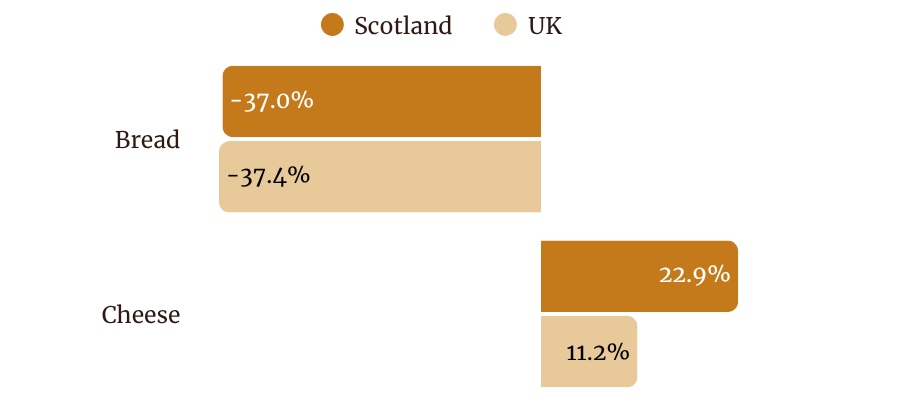 Scotland UK
-37.0%
Bread
-37.4%
22.9%
Cheese
11.2%